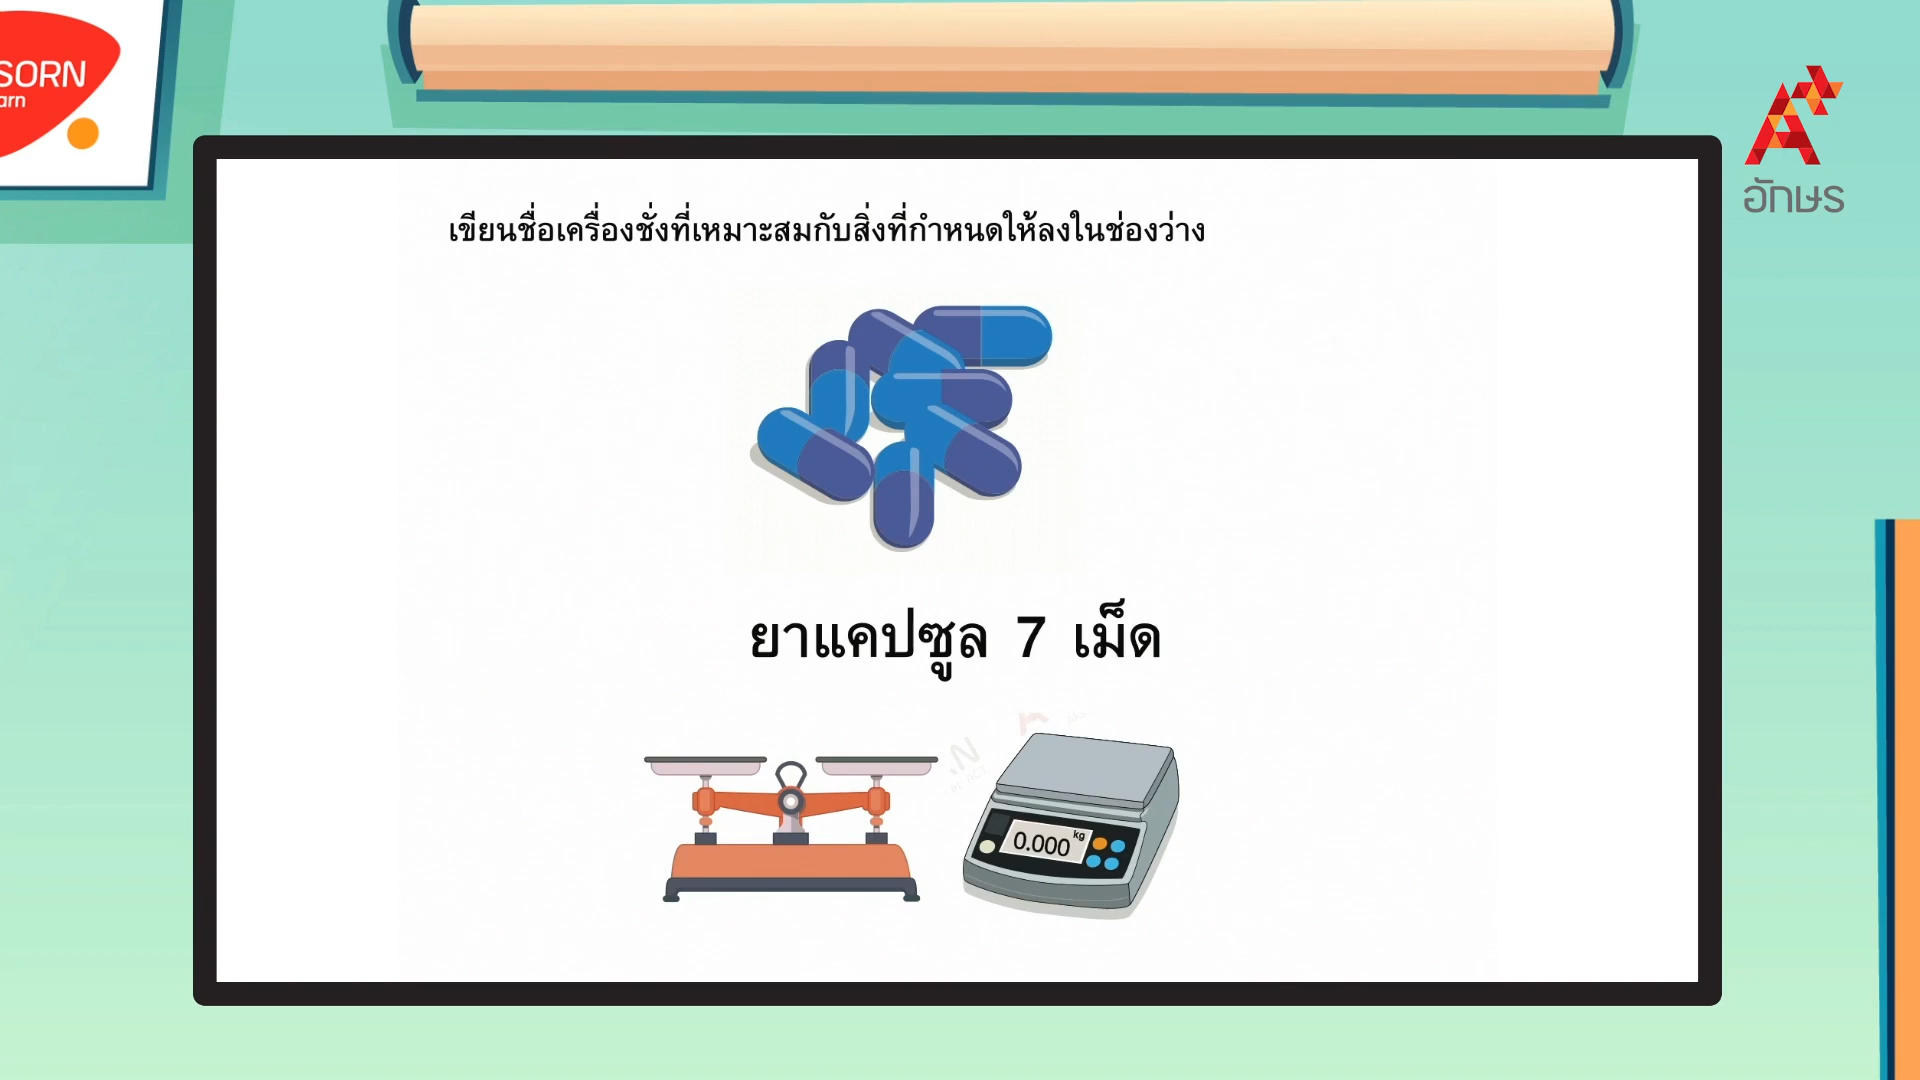 SORN
arn
อักษร
เขียนชื่อเครื่องชั่งที่เหมาะสมกับสิ่งที่กำหนดให้ลงในช่องว่าง
ยาแคปซูล 7 เม็ด
0.000 kg